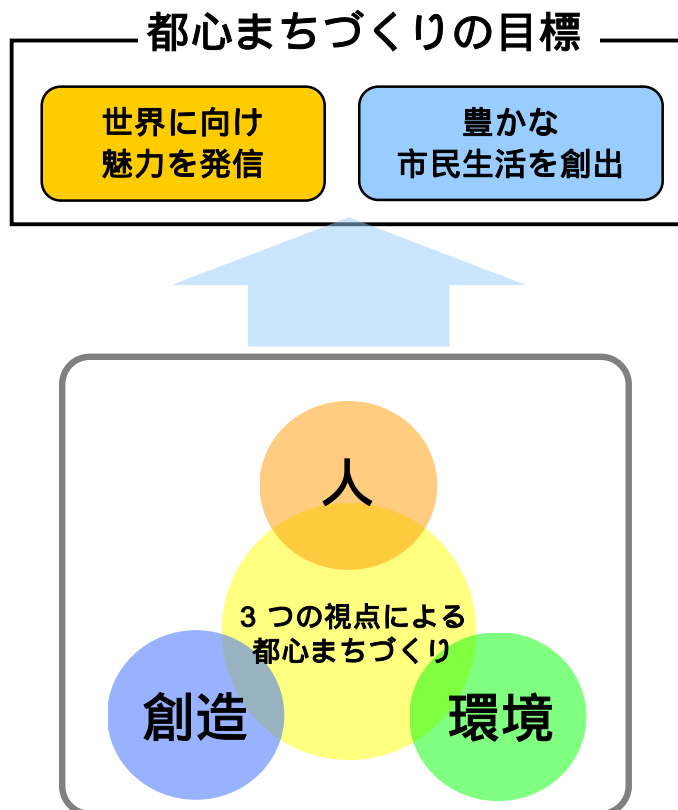 都心まちづくりの目標
世界に向け
魅力を発信
豊かな
市民生活を創出
人
3 つの視点による
都心まちづくり
創造
環境